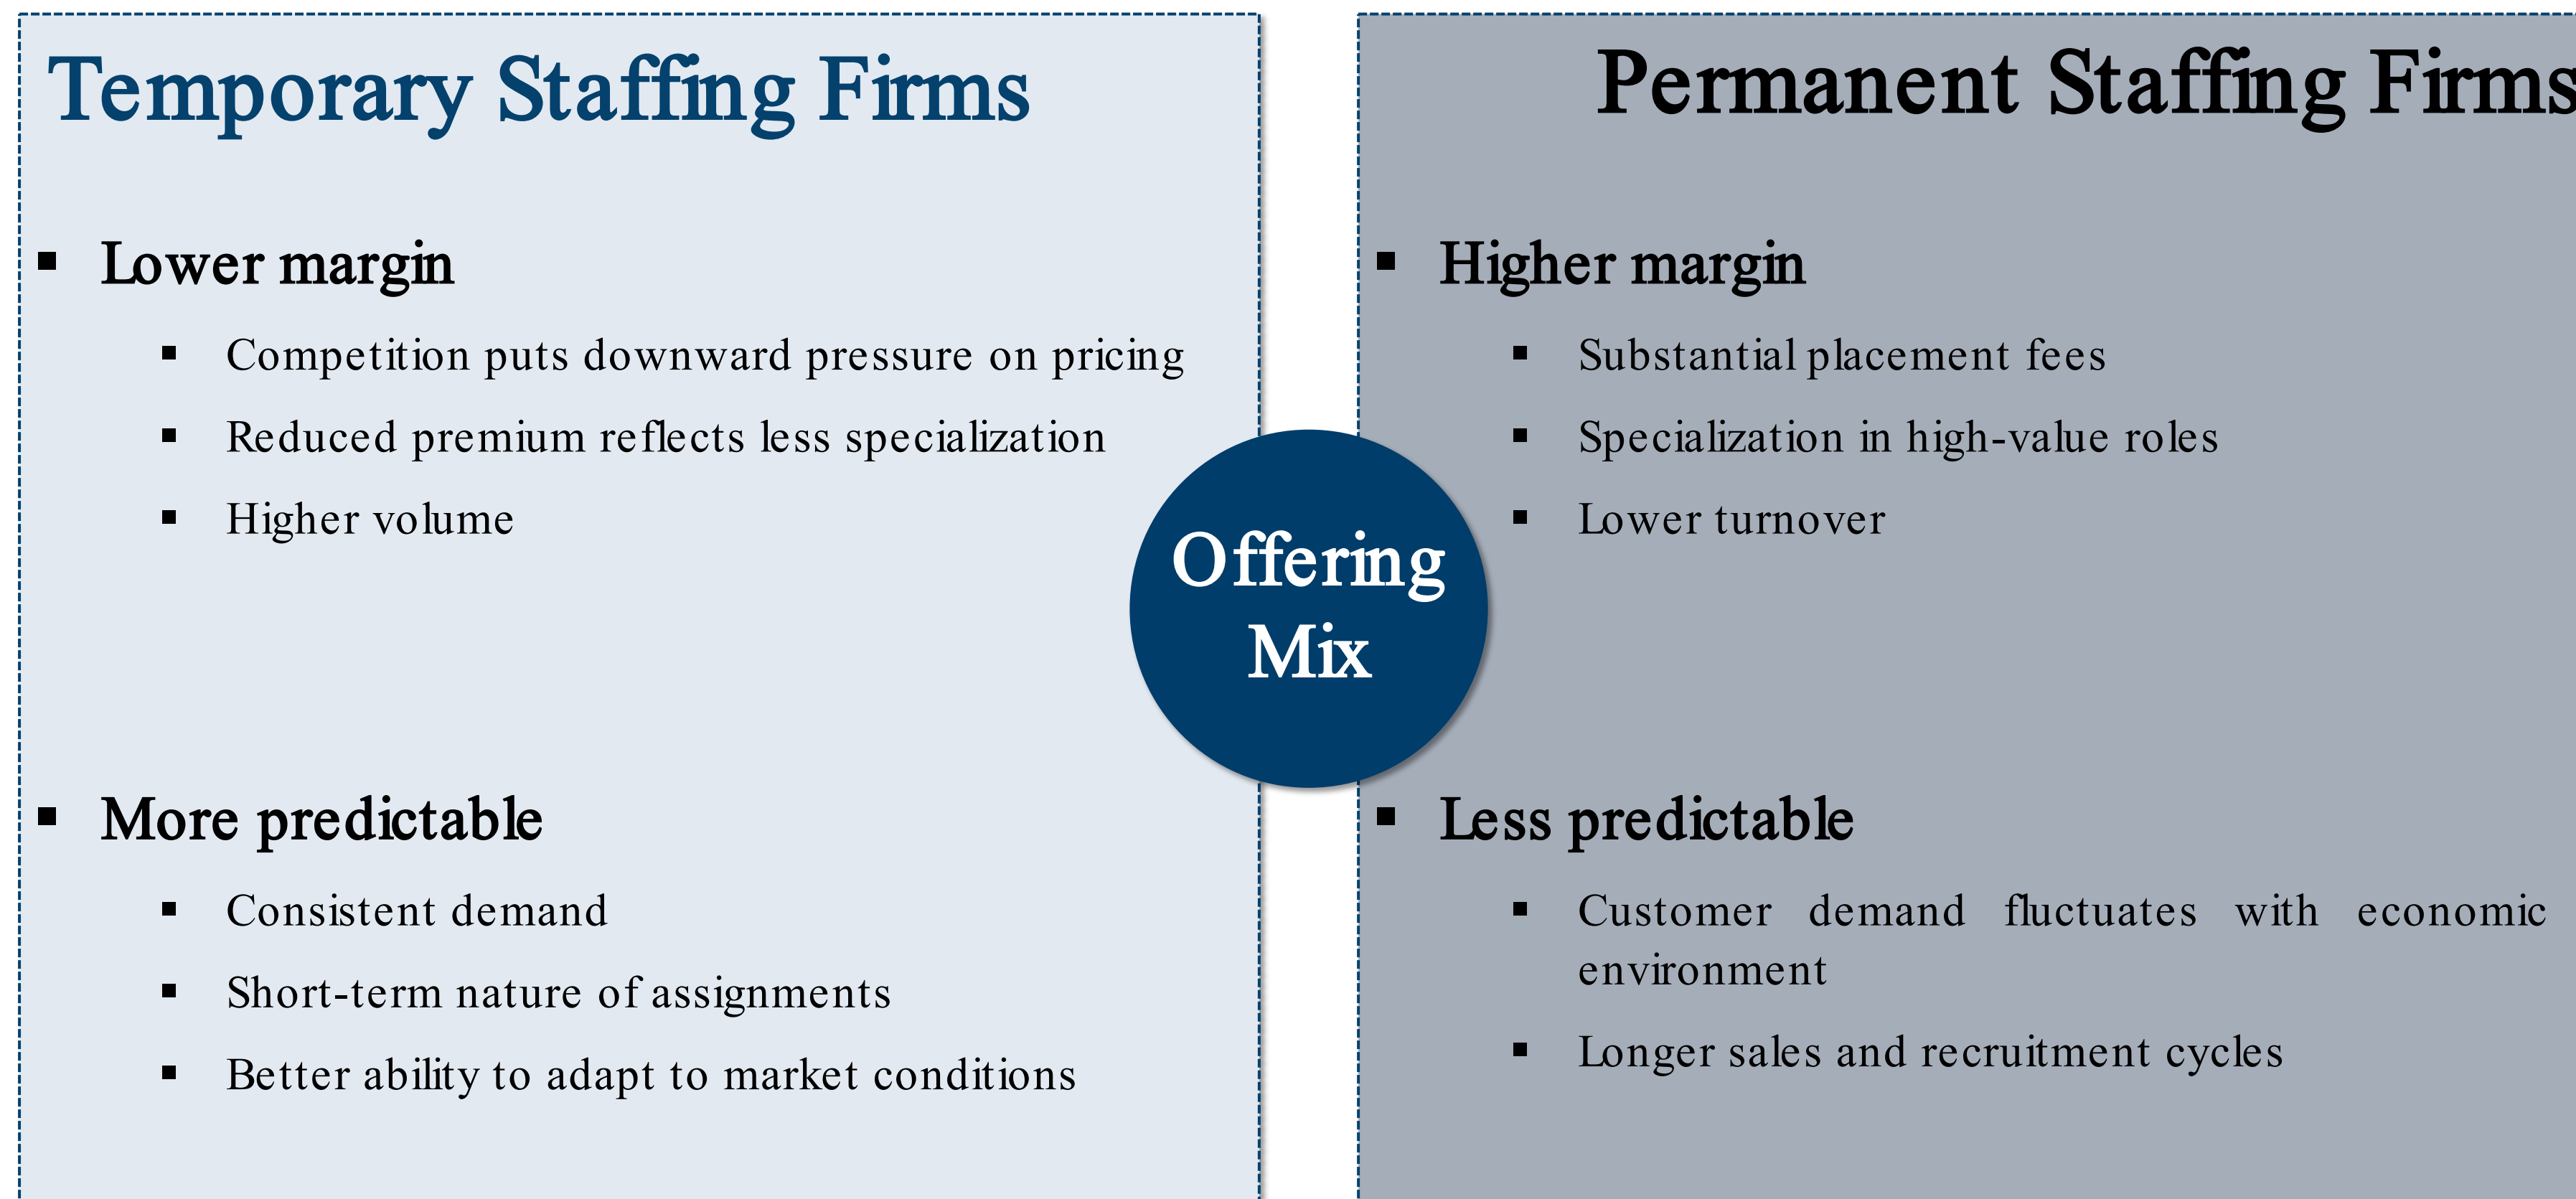 Temporary Staffing Firms
Lower margin
Competition puts downward pressure on pricing
Reduced premium reflects less specialization
Higher volume
More predictable
Consistent demand
Short-term nature of assignments
Better ability to adapt to market conditions
Offering
Mix
Permanent Staffing Firms
Higher margin
Substantial placement fees
Specialization in high-value roles
Lower turnover
Less predictable
Customer demand fluctuates with economic
environment
Longer sales and recruitment cycles